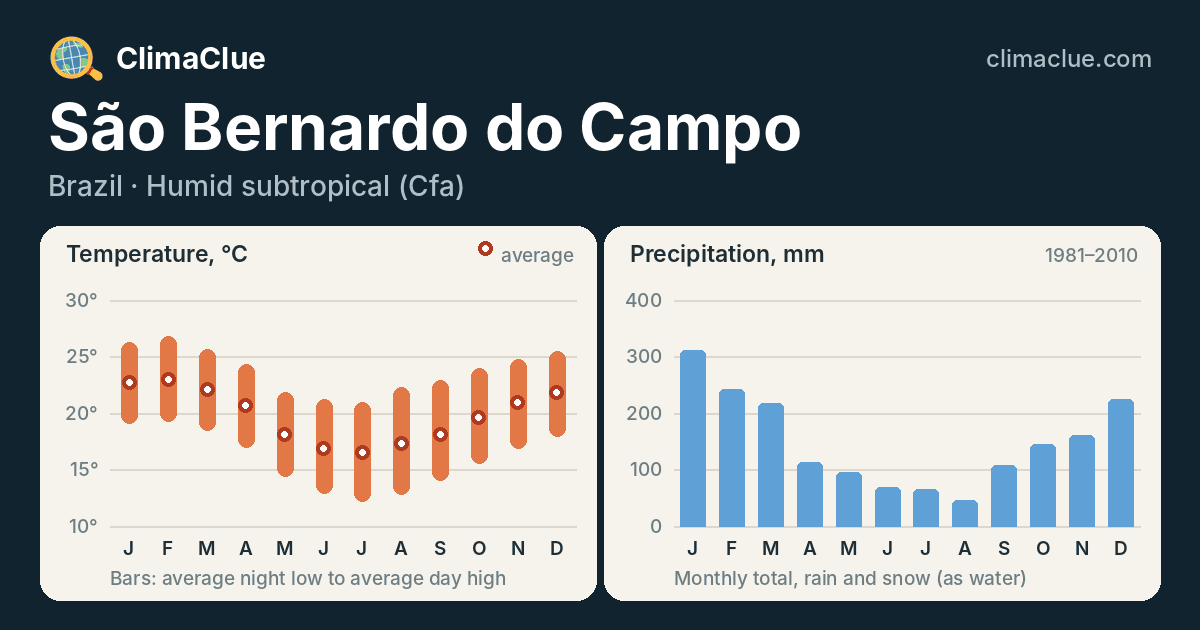 ClimaClue
climaclue.com
São Bernardo do Campo
Brazil · Humid subtropical (Cfa)
Temperature, °C
average
30°
25°
20°
15°
10°
J F M A M J J A S O N D
Bars: average night low to average day high
Precipitation, mm
1981–2010
400
300
200
100
0
J F M A M J J A S O N D
Monthly total, rain and snow (as water)